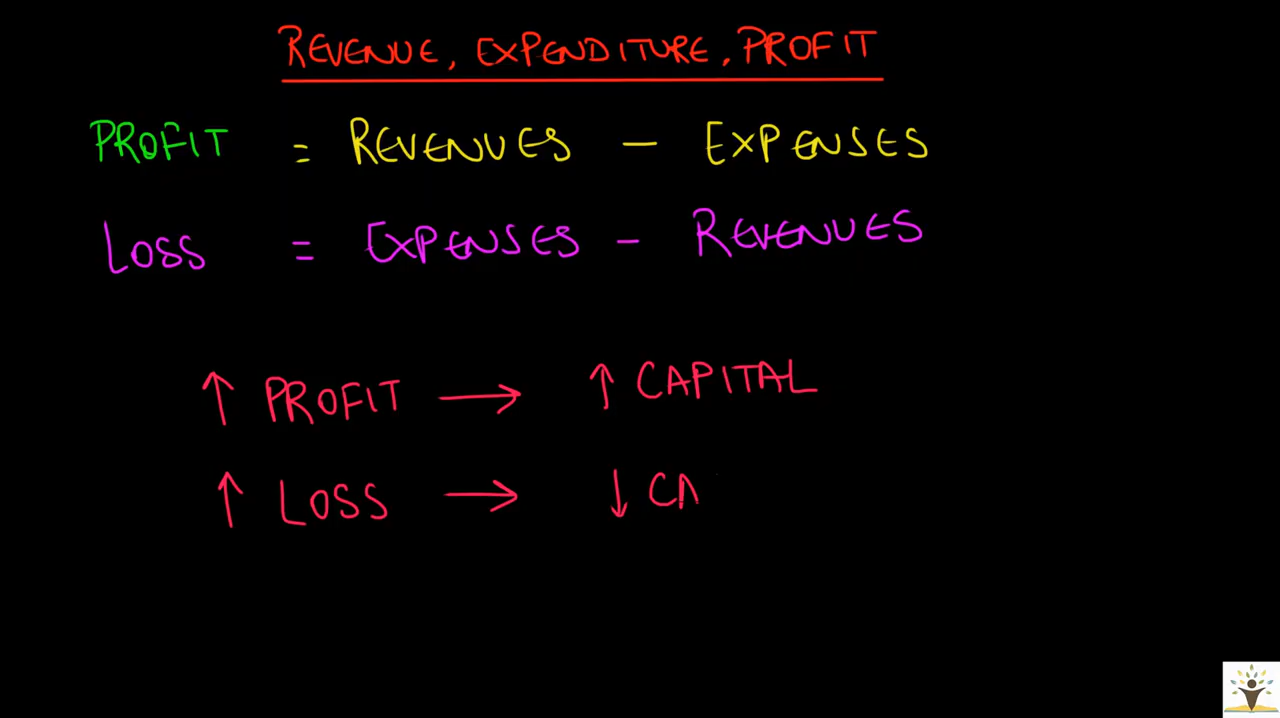 REVENUE, EXPENDITURE, PROFIT
PROFIT = REVENUES - EXPENSES
LOSS = EXPENSES - REVENUES
↑ PROFIT → ↑ CAPITAL
↑ LOSS → ↓ CA